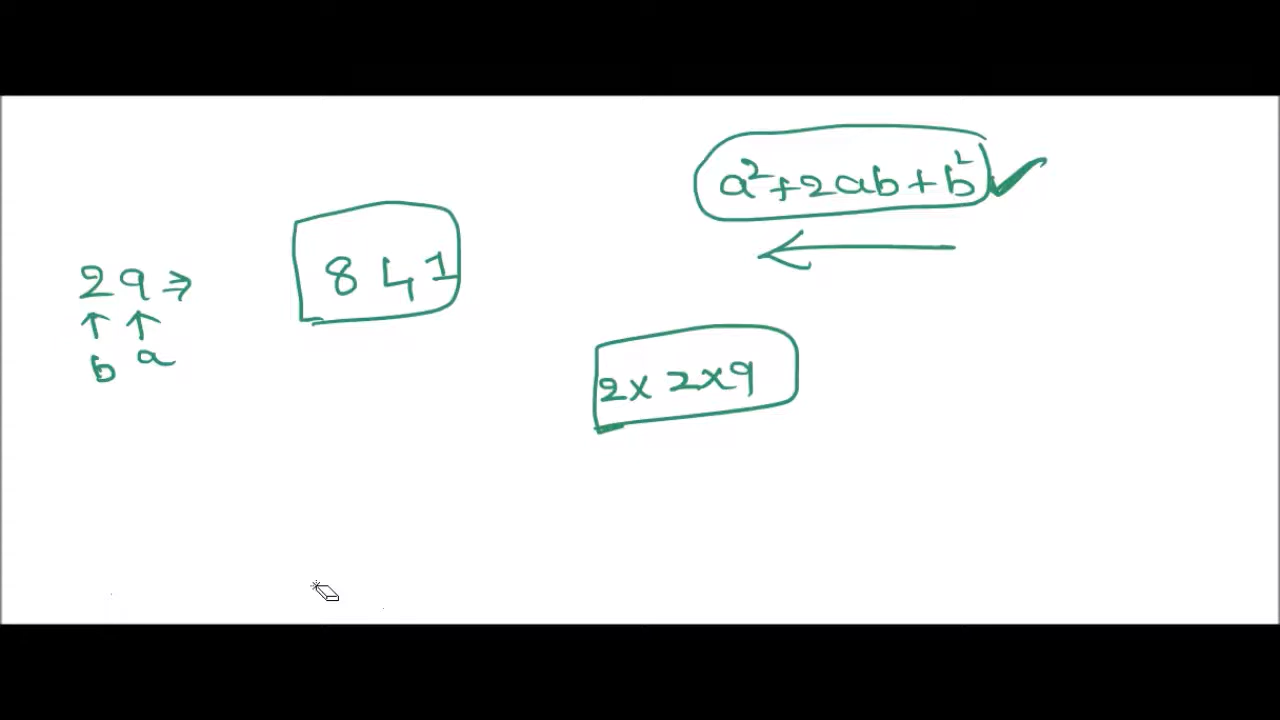 a²+2ab+b²
841
29⇒
b a
2x 2x9